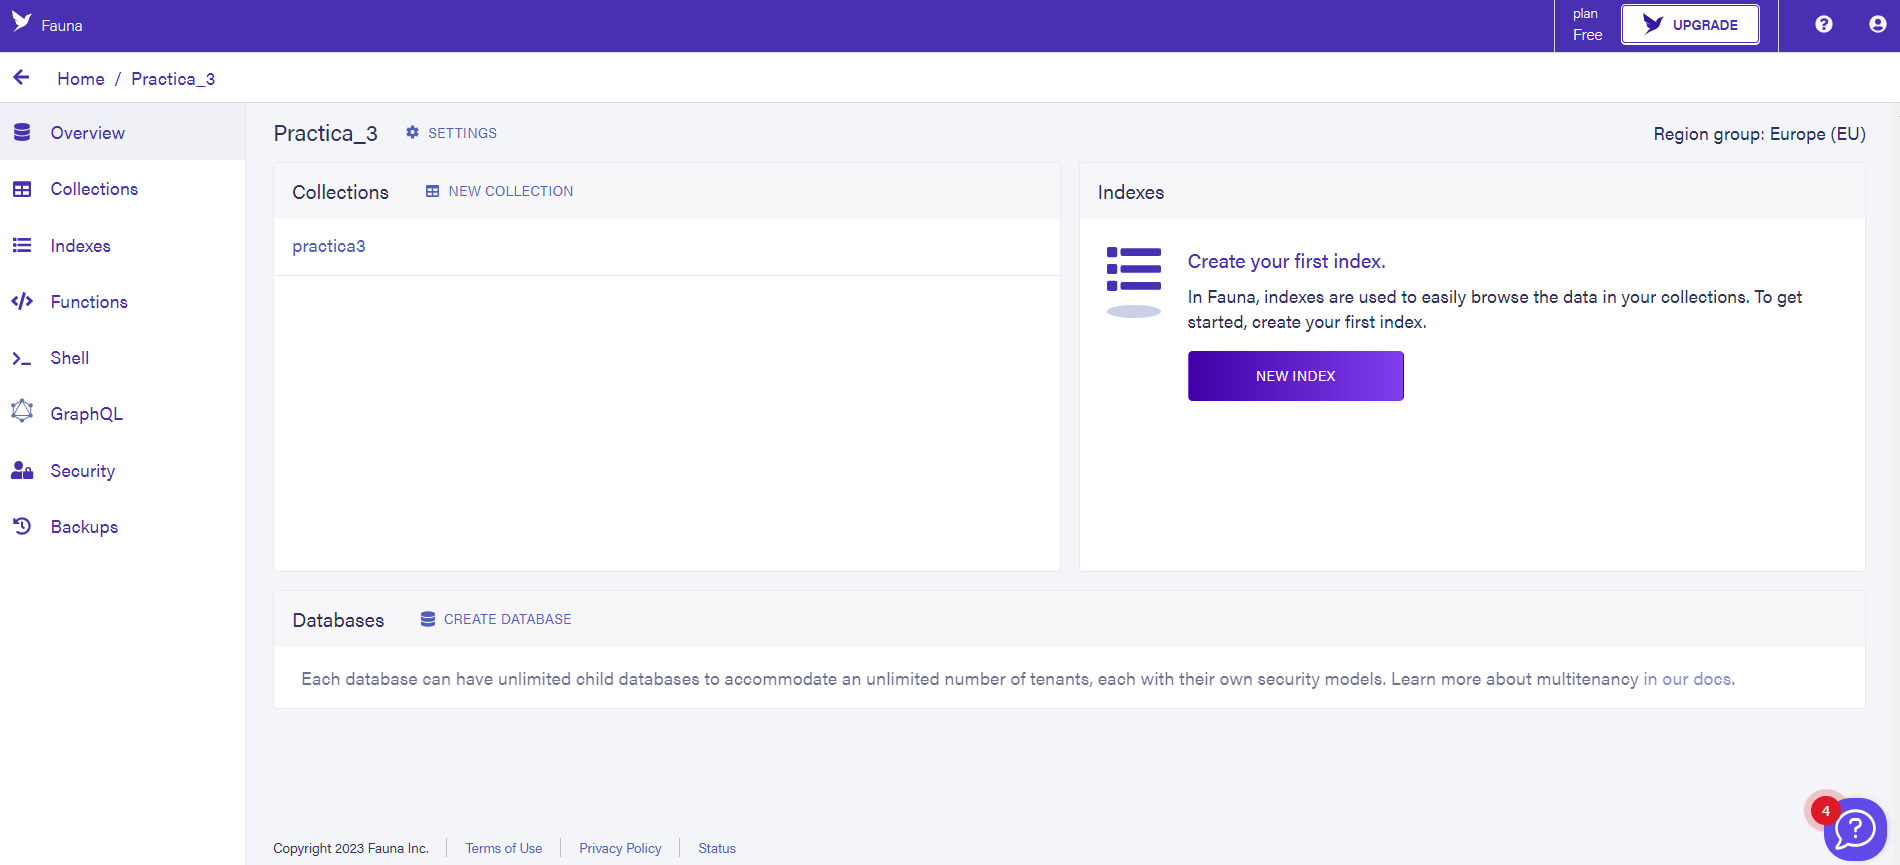 Fauna
plan
Free
UPGRADE
Home / Practica_3
Overview
Collections
Indexes
Functions
Shell
GraphQL
Security
Backups
Practica_3
SETTINGS
Region group: Europe (EU)
Collections
NEW COLLECTION
practica3
Indexes
Create your first index.
In Fauna, indexes are used to easily browse the data in your collections. To get
started, create your first index.
NEW INDEX
Databases
CREATE DATABASE
Each database can have unlimited child databases to accommodate an unlimited number of tenants, each with their own security models. Learn more about multitenancy in our docs.
Copyright 2023 Fauna Inc.
Terms of Use
Privacy Policy
Status
4